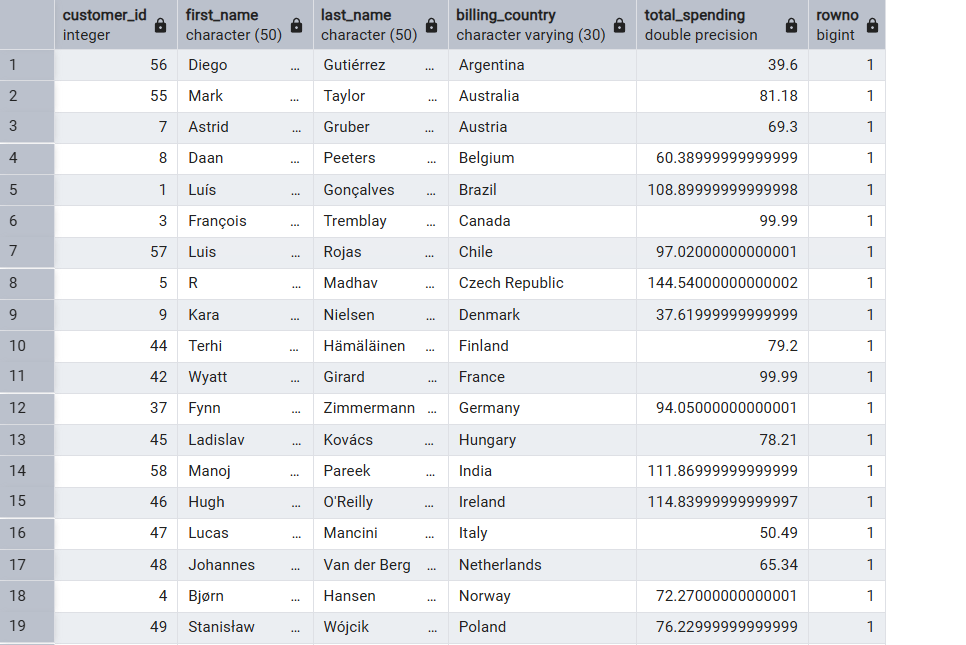 customer_id first_name last_name billing_country total_spending rowno
integer character (50) character (50) character varying (30) double precision bigint
1 56 Diego ... Gutiérrez ... Argentina 39.6 1
2 55 Mark ... Taylor ... Australia 81.18 1
3 7 Astrid ... Gruber ... Austria 69.3 1
4 8 Daan ... Peeters ... Belgium 60.38999999999999 1
5 1 Luís ... Gonçalves ... Brazil 108.89999999999998 1
6 3 François ... Tremblay ... Canada 99.99 1
7 57 Luis ... Rojas ... Chile 97.02000000000001 1
8 5 R ... Madhav ... Czech Republic 144.54000000000002 1
9 9 Kara ... Nielsen ... Denmark 37.61999999999999 1
10 44 Terhi ... Hämäläinen ... Finland 79.2 1
11 42 Wyatt ... Girard ... France 99.99 1
12 37 Fynn ... Zimmermann ... Germany 94.05000000000001 1
13 45 Ladislav ... Kovács ... Hungary 78.21 1
14 58 Manoj ... Pareek ... India 111.86999999999999 1
15 46 Hugh ... O'Reilly ... Ireland 114.83999999999997 1
16 47 Lucas ... Mancini ... Italy 50.49 1
17 48 Johannes ... Van der Berg ... Netherlands 65.34 1
18 4 Bjørn ... Hansen ... Norway 72.27000000000001 1
19 49 Stanisław ... Wójcik ... Poland 76.22999999999999 1